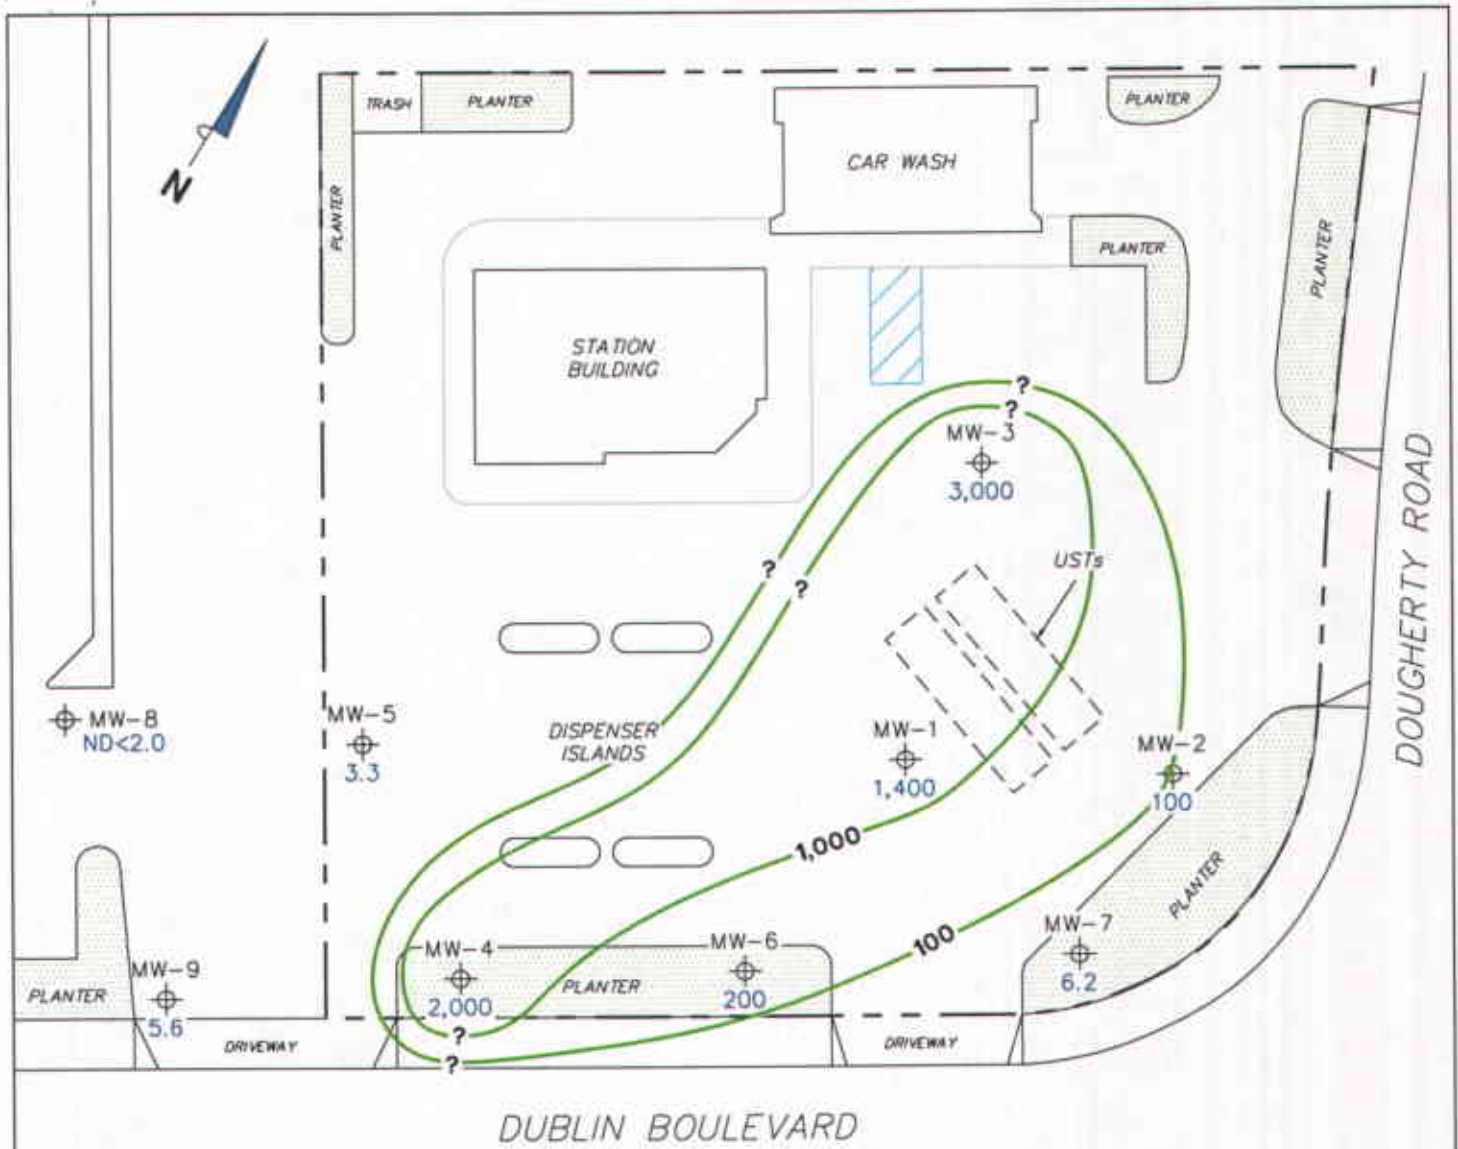 TRASH
PLANTER
PLANTER
CAR WASH
N
PLANTER
PLANTER
PLANTER
STATION
BUILDING
PLANTER
?
?
MW-3
3,000
USTs
?
?
DOUGHERTY ROAD
MW-8
ND<2.0
MW-5
3.3
DISPENSER
ISLANDS
MW-1
1,400
MW-2
100
1,000
PLANTER
100
MW-9
5.6
PLANTER
MW-4
2,000
PLANTER
MW-6
200
MW-7
6.2
?
?
DRIVEWAY
DRIVEWAY
DUBLIN BOULEVARD